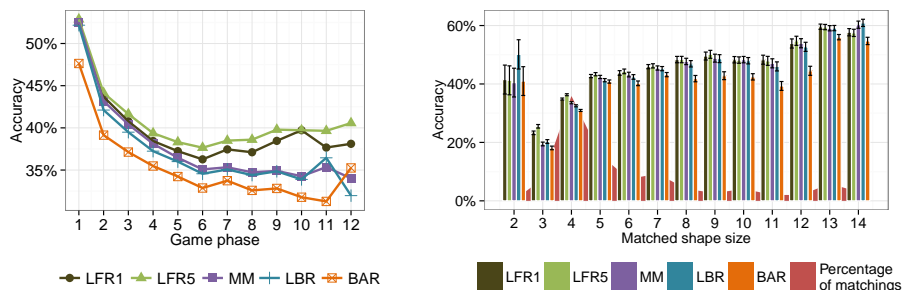 50%
45%
40%
35%
Accuracy
1 2 3 4 5 6 7 8 9 10 11 12
Game phase
LFR1 LFR5 MM LBR BAR
60%
40%
20%
0%
Accuracy
2 3 4 5 6 7 8 9 10 11 12 13 14
Matched shape size
LFR1 LFR5 MM LBR BAR Percentage
of matchings